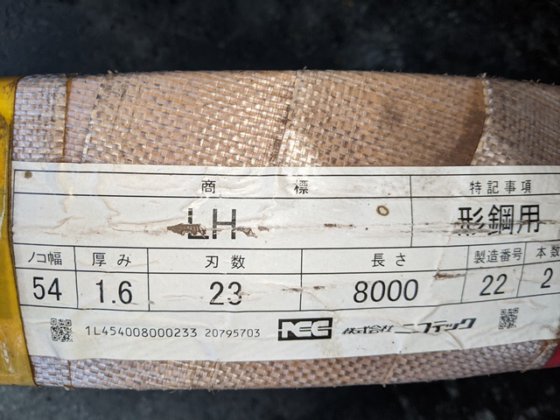 商標 特記事項
LH 形鋼用
ノコ幅 厚み 刃数 長さ 製造番号 本数
54 1.6 23 8000 22 2
1L454008000233 20795703 NCC 株式会社ニコテック